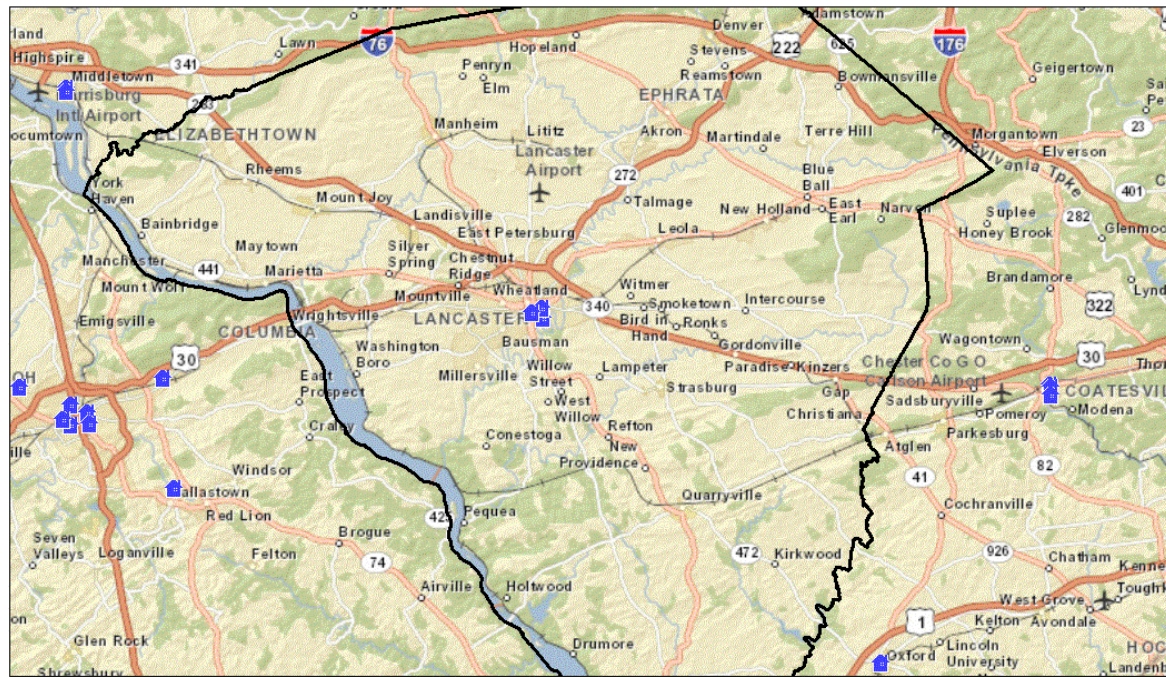 Adamstown
Lawn
76
Hopeland
Denver
222
625
176
Highspire
341
Stevens
Middletown
Penryn
Elm
Reamstown
Bowmansville
Geigertown
EPHRATA
Intl Airport
283
ELIZABETHTOWN
Manheim
Lititz
Akron
Martindale
Terre Hill
Morgantown
23
Lancaster
Airport
Elverson
Rheems
272
Blue
Ball
Pennsylvania Tpke
401
York
Haven
Mount Joy
Talmage
New Holland
East
Earl
Narvon
Suplee
282
Landisville
Bainbridge
East Petersburg
Leola
Honey Brook
Maytown
Silver
Spring
Chestnut
Ridge
Manchester
441
Marietta
Witmer
Brandamore
Mount Wolf
Mountville
Wheatland
340
Smoketown
Intercourse
322
Emigsville
Wrightsville
LANCASTER
Bird in
Hand
Ronks
COLUMBIA
Bausman
Gordonville
Wagontown
30
Washington
Boro
Millersville
Willow
Street
Lampeter
Paradise
Kinzers
Chester Co G O
Carlson Airport
30
East
Prospect
Strasburg
Gap
Sadsburyville
West
Willow
Christiana
Pomeroy
Modena
Craley
Conestoga
Refton
Parkesburg
New
Providence
Atglen
Windsor
82
41
Quarryville
Red Lion
Pequea
Cochranville
Seven
Valleys
Loganville
Brogue
Felton
74
472
Kirkwood
926
Chatham
Airville
Holtwood
West Grove
1
Avondale
Glen Rock
Drumore
Kelton
Oxford
Lincoln
University
Shrewsbury